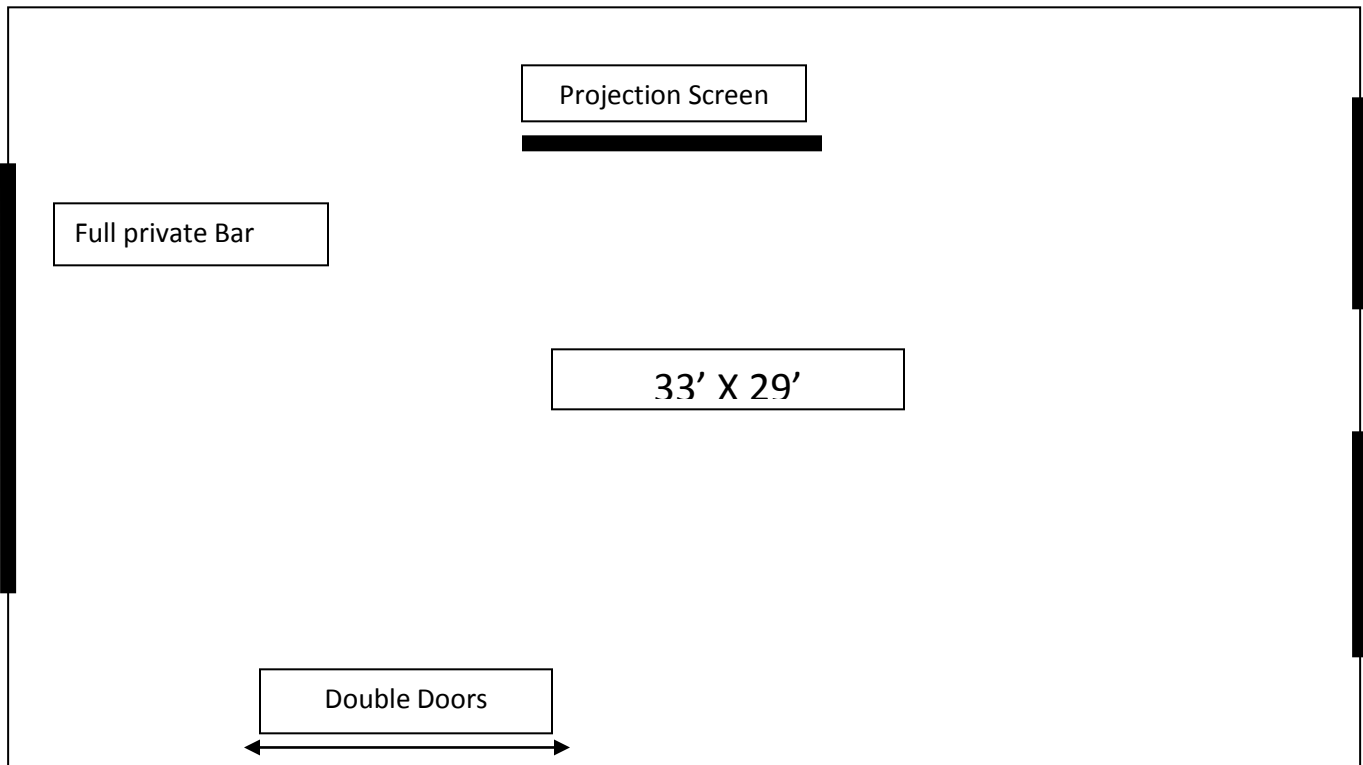 Projection Screen
Full private Bar
33’ X 29’
Double Doors